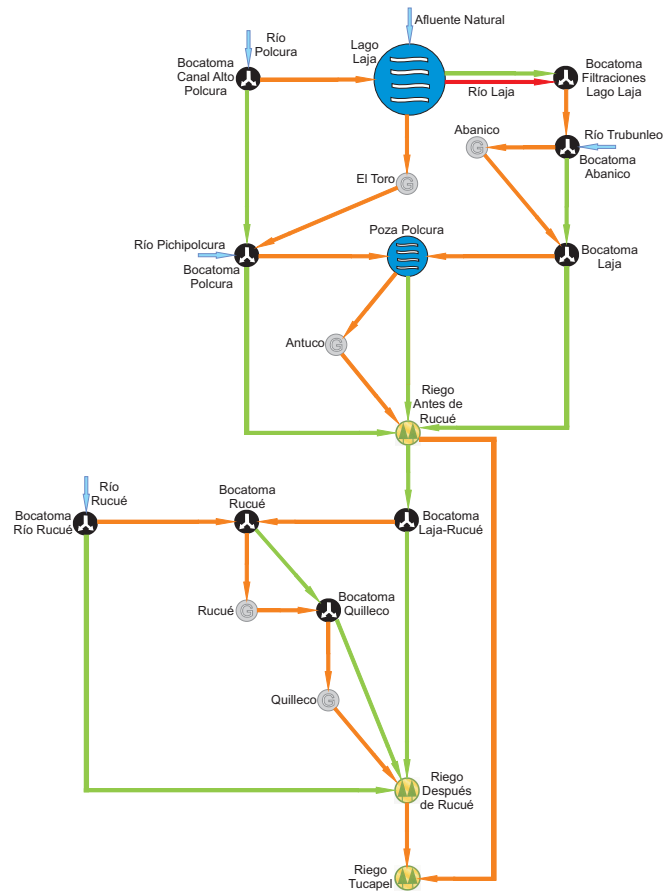 Afluente Natural
Río
Polcura
Lago
Laja
Bocatoma
Canal Alto
Polcura
Bocatoma
Filtraciones
Lago Laja
Río Laja
Abanico
G
Río Trubunleo
Bocatoma
Abanico
El Toro
G
Río Pichipolcura
Bocatoma
Polcura
Poza Polcura
Bocatoma
Laja
Antuco
G
Riego
Antes de
Rucué
Río
Rucué
Bocatoma
Río Rucué
Bocatoma
Rucué
Bocatoma
Laja-Rucué
Rucué
G
Bocatoma
Quilleco
Quilleco
G
Riego
Después
de Rucué
Riego
Tucapel